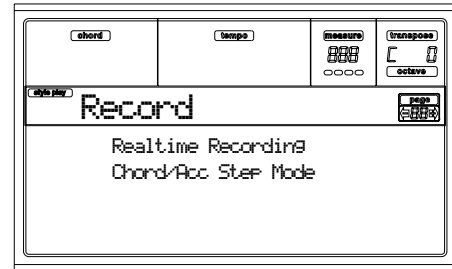 chord
tempo
measure
transpose
888
C 0
octave
style play
Record
page
Realtime Recording
Chord/Acc Step Mode